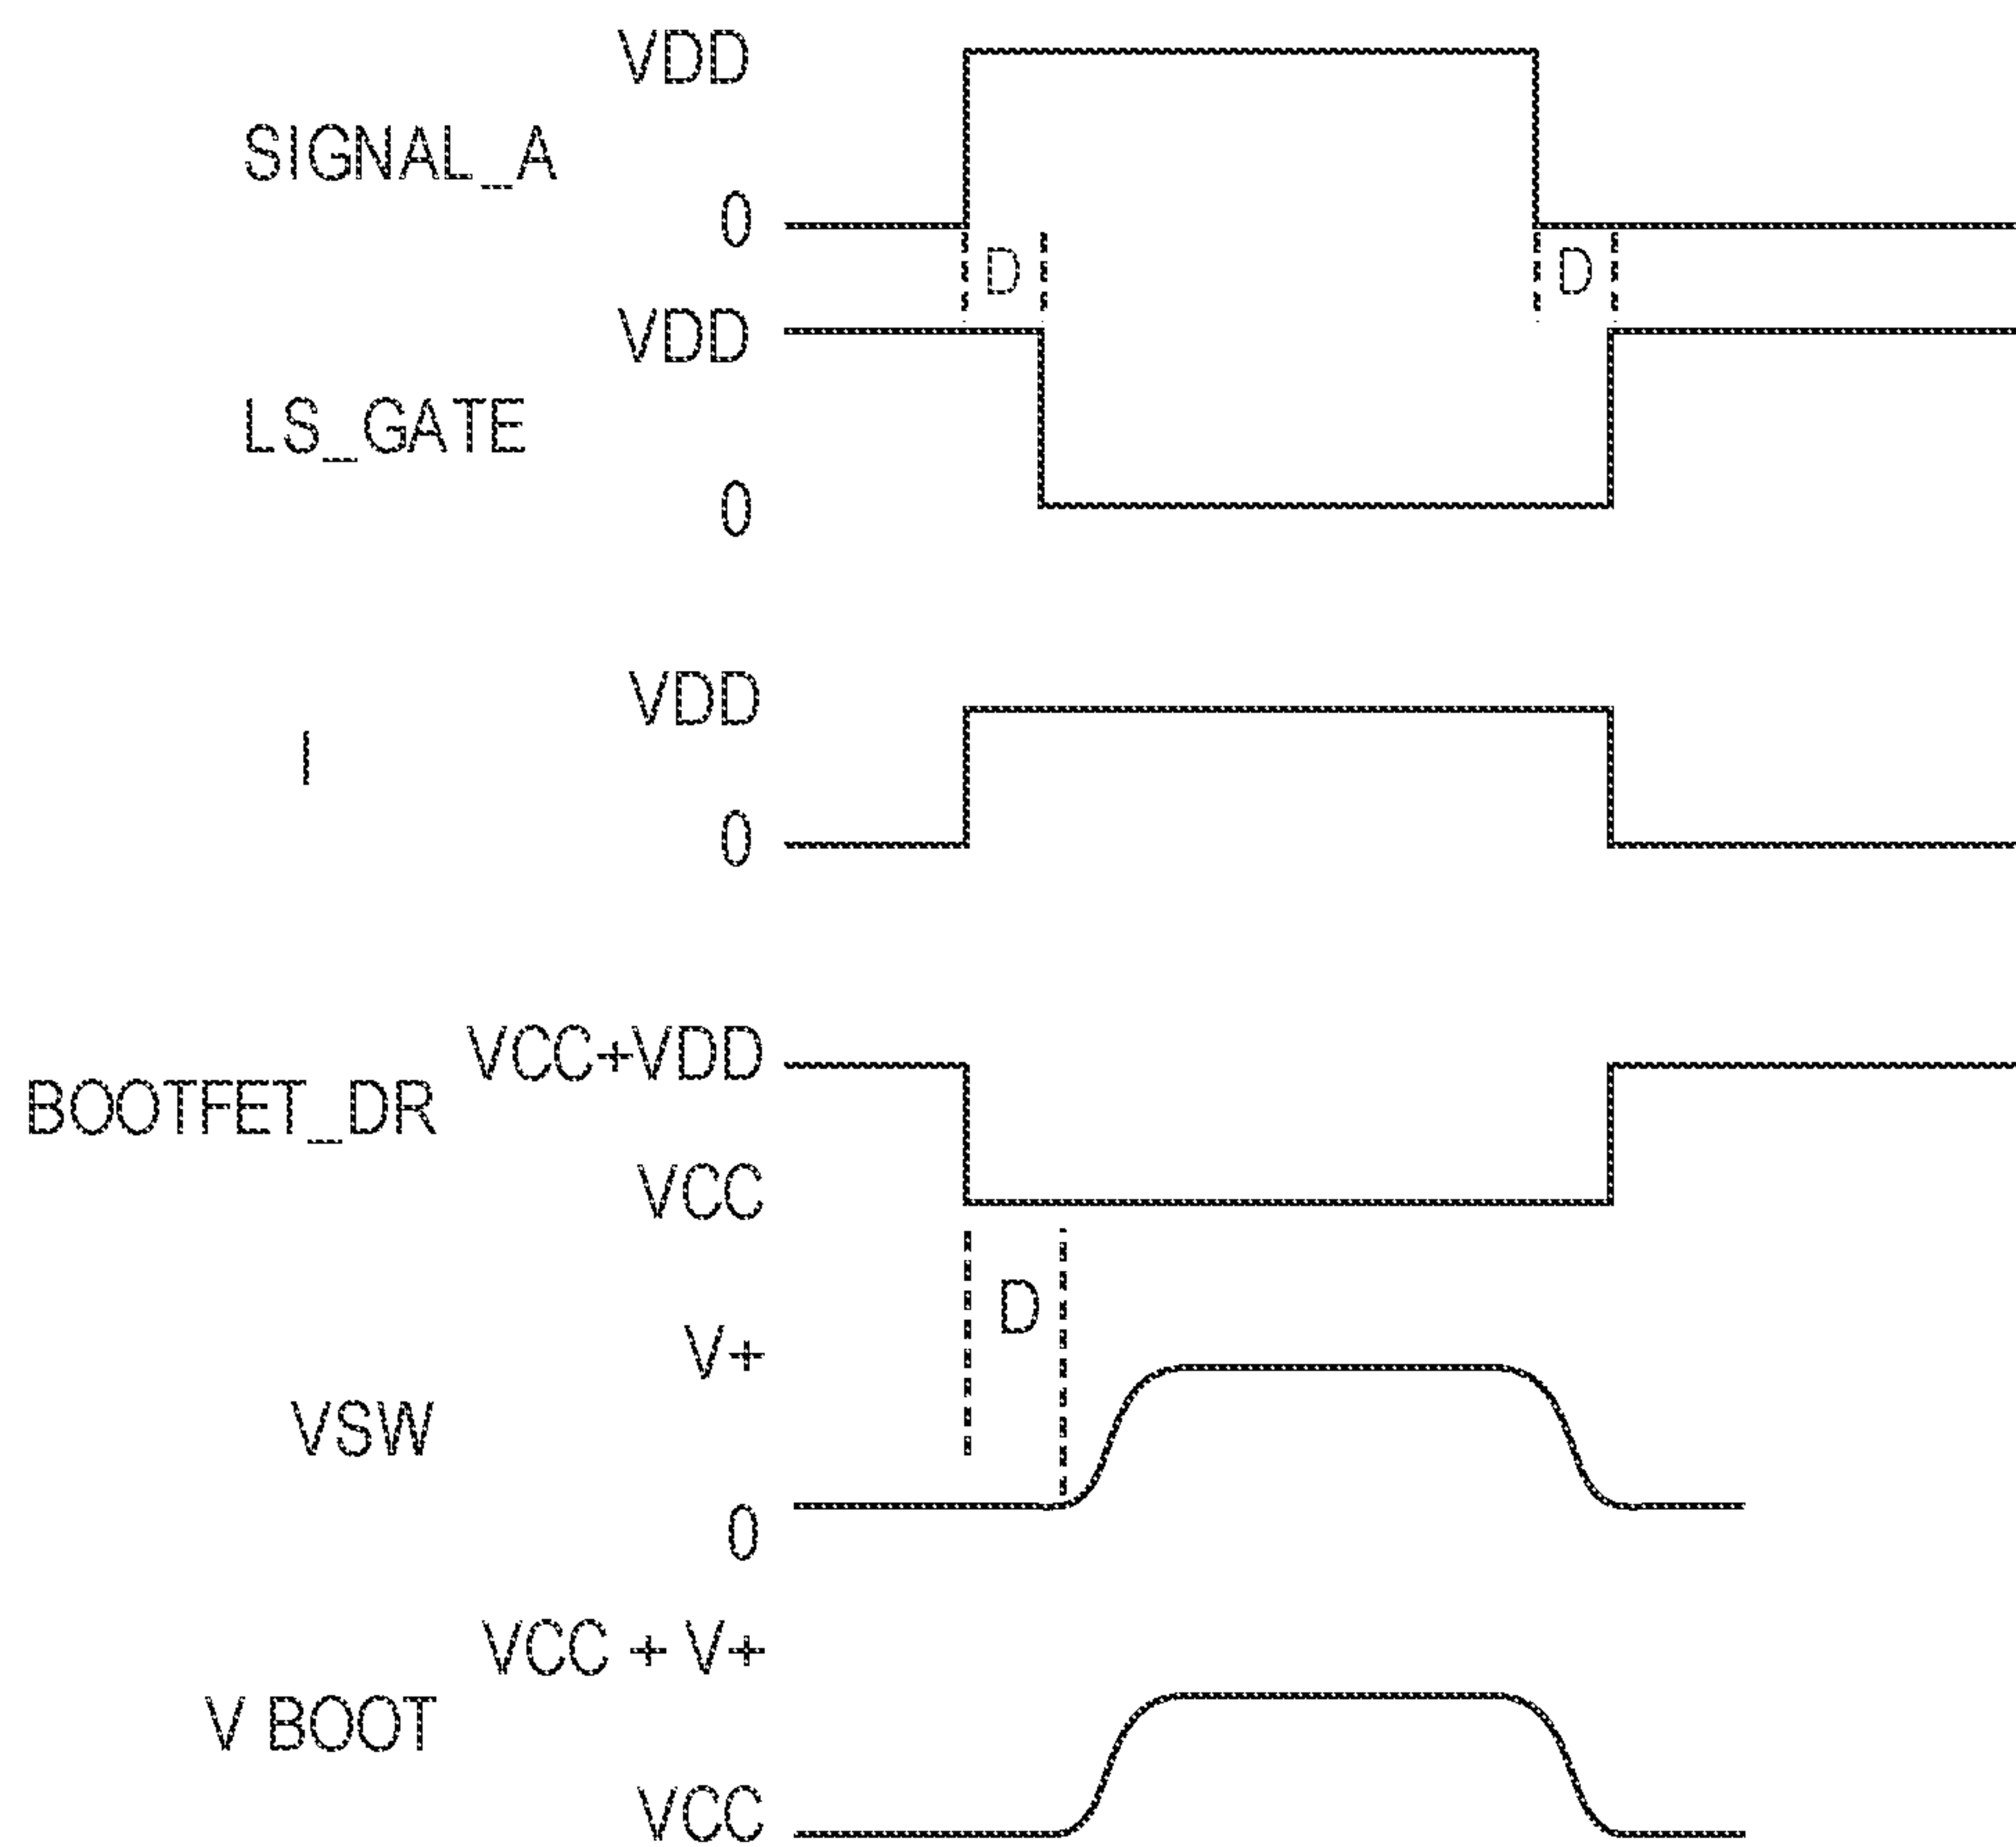 VDD
SIGNAL_A
0
D D
VDD
LS_GATE
0
VDD
I
0
VCC+VDD
BOOTFET_DR
VCC
D
V+
VSW
0
VCC + V+
V BOOT
VCC